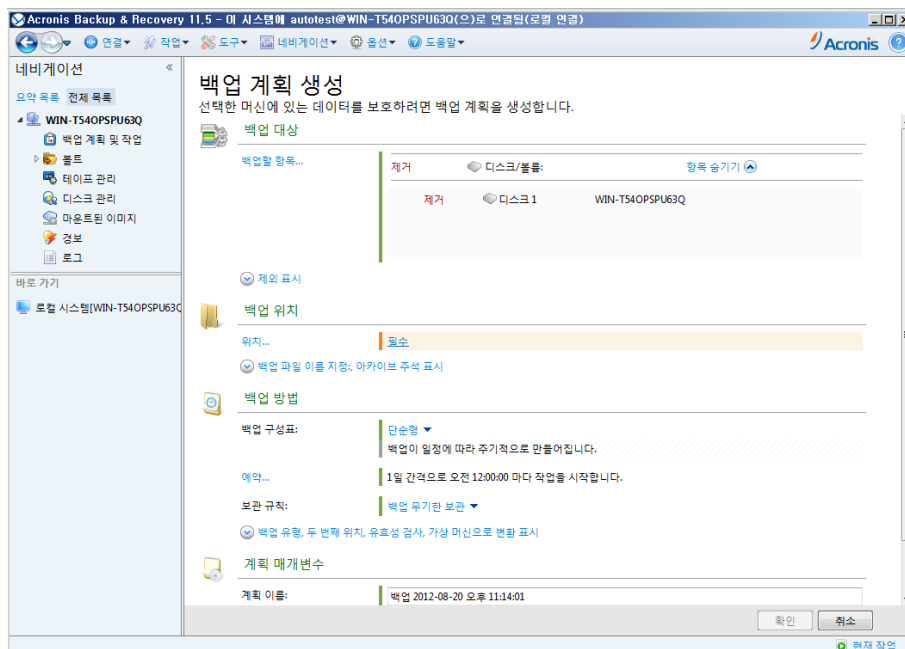 Acronis Backup & Recovery 11.5 - 이 시스템에 autotest@WIN-T54OPSPU63Q(으)로 연결됨(로컬 연결)
연결 작업 도구 네비게이션 옵션 도움말 Acronis
네비게이션
요약 목록 전체 목록
WIN-T54OPSPU63Q
백업 계획 및 작업
볼트
테이프 관리
디스크 관리
마운트된 이미지
경보
로그
바로 가기
로컬 시스템[WIN-T54OPSPU63Q
백업 계획 생성
선택한 머신에 있는 데이터를 보호하려면 백업 계획을 생성합니다.
백업 대상
백업할 항목...
제거 디스크/볼륨: 항목 숨기기
제거 디스크 1 WIN-T54OPSPU63Q
제외 표시
백업 위치
위치... 필수
백업 파일 이름 지정:, 아카이브 주석 표시
백업 방법
백업 구성표: 단순형
백업이 일정에 따라 주기적으로 만들어집니다.
예약... 1일 간격으로 오전 12:00:00 마다 작업을 시작합니다.
보관 규칙: 백업 무기한 보관
백업 유형, 두 번째 위치, 유효성 검사, 가상 머신으로 변환 표시
계획 매개변수
계획 이름: 백업 2012-08-20 오후 11:14:01
확인 취소
현재 작업